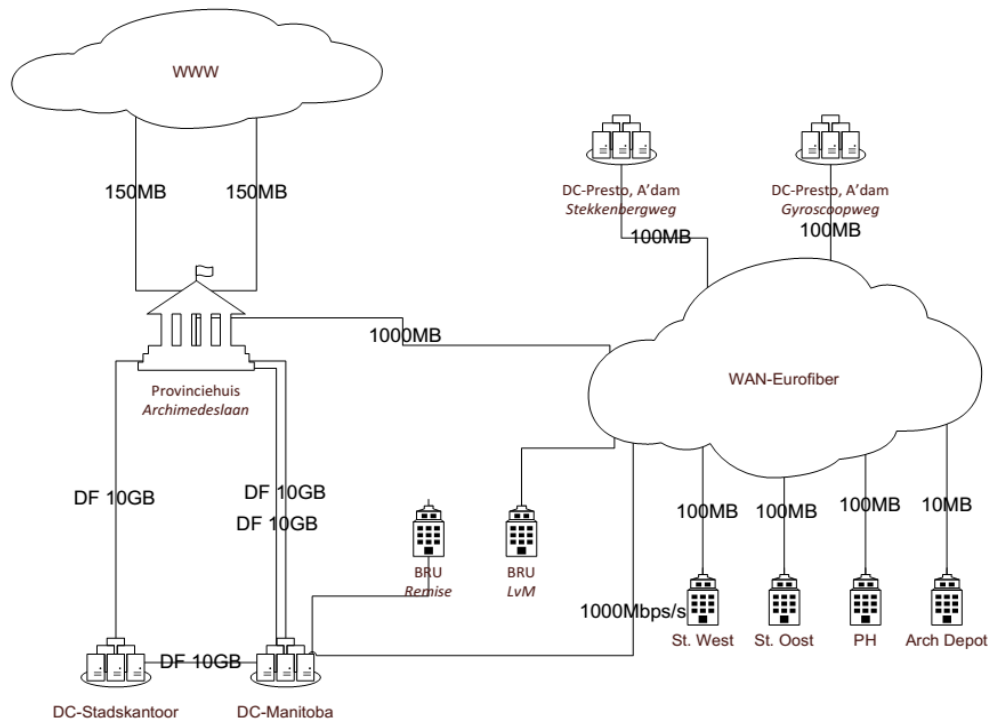 WWW
150MB
150MB
DC-Presto, A'dam
Stekkenbergweg
DC-Presto, A'dam
Gyroscoopweg
100MB
100MB
1000MB
WAN-Eurofiber
Provinciehuis
Archimedeslaan
DF 10GB
DF 10GB
DF 10GB
100MB
100MB
100MB
10MB
BRU
Remise
BRU
LvM
1000Mbps/s
St. West
St. Oost
PH
Arch Depot
DF 10GB
DC-Stadskantoor
DC-Manitoba